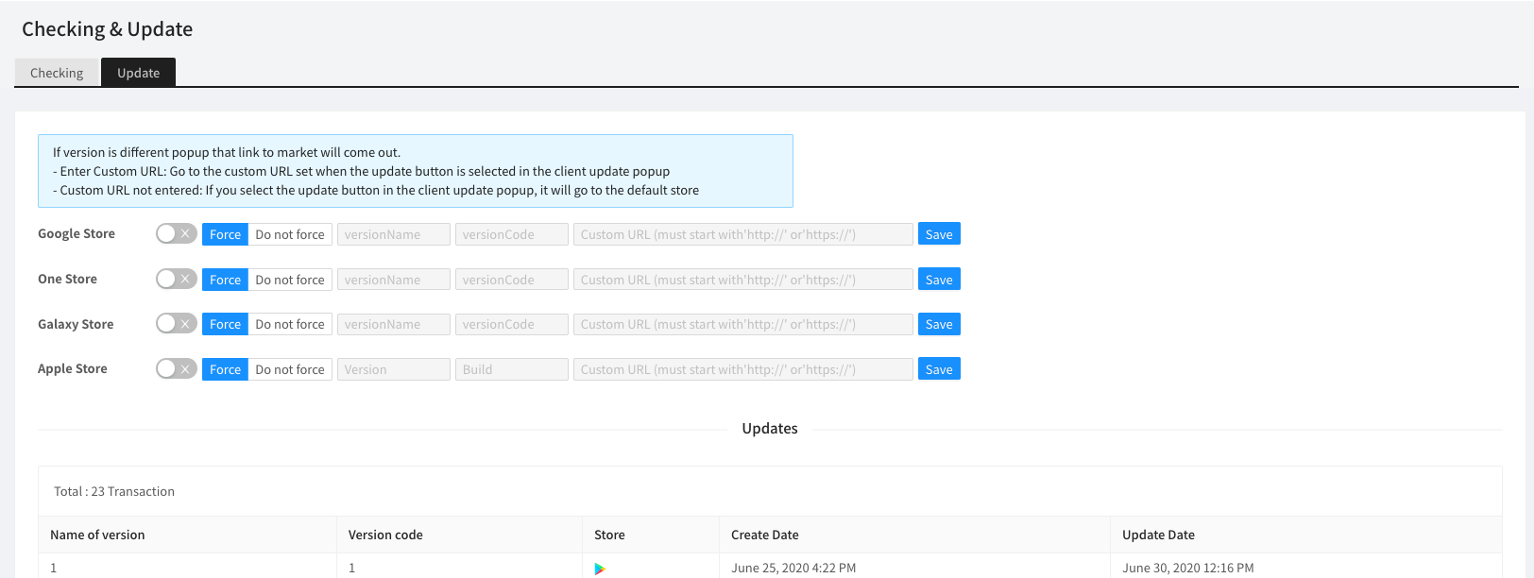 Checking & Update
Checking Update
If version is different popup that link to market will come out.
- Enter Custom URL: Go to the custom URL set when the update button is selected in the client update popup
- Custom URL not entered: If you select the update button in the client update popup, it will go to the default store
Google Store Force Do not force versionName versionCode Custom URL (must start with'http://' or'https://') Save
One Store Force Do not force versionName versionCode Custom URL (must start with'http://' or'https://') Save
Galaxy Store Force Do not force versionName versionCode Custom URL (must start with'http://' or'https://') Save
Apple Store Force Do not force Version Build Custom URL (must start with'http://' or'https://') Save
Updates
Total : 23 Transaction
Name of version Version code Store Create Date Update Date
1 1 June 25, 2020 4:22 PM June 30, 2020 12:16 PM